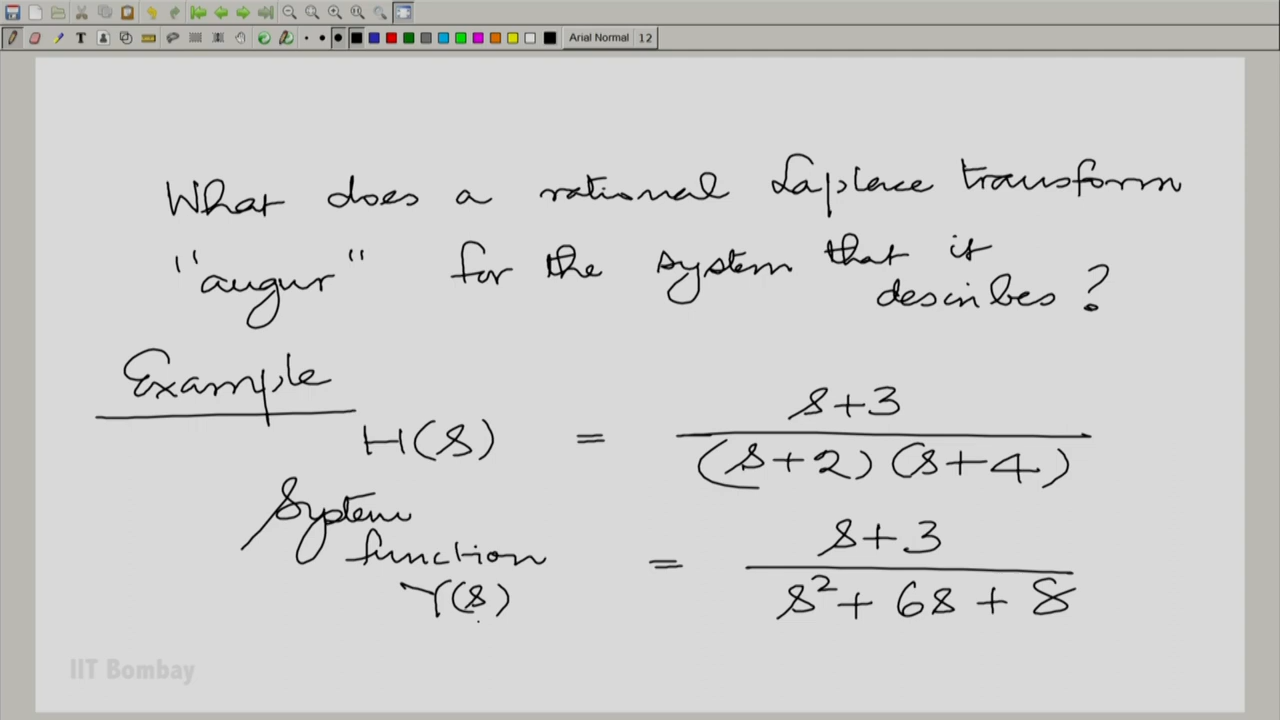 Arial Normal 12
What does a rational Laplace transform
"augur" for the system that it
describes?
Example
H(s) = s+3 / (s+2)(s+4)
System
function = s+3 / s²+ 6s + 8
Y(s)
IIT Bombay